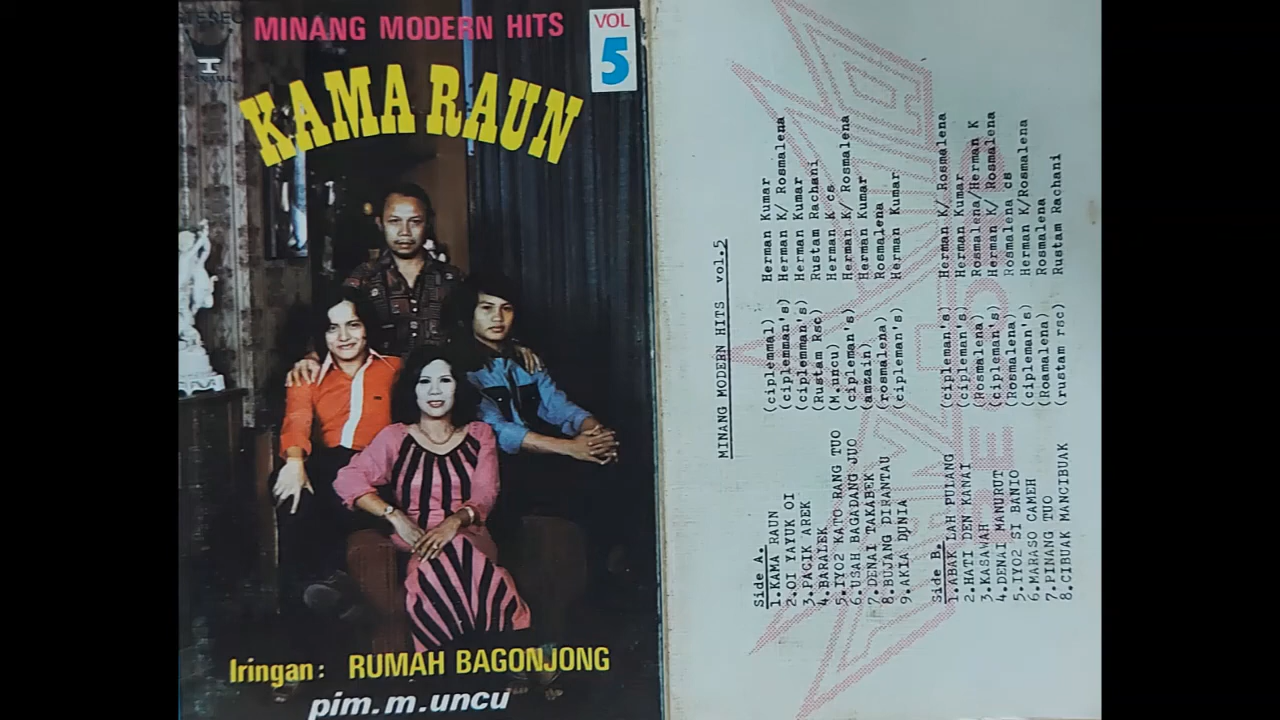 STEREO
MINANG MODERN HITS
VOL
5
KAMA RAUN
Iringan: RUMAH BAGONJONG
pim.m.uncu
MINANG MODERN HITS vol.5
Side A.
1.KAMA RAUN (ciplemmal) Herman Kumar
2.OI YAYUK OI (ciplemman's) Herman K/ Rosmalena
3.PACIK AREK (ciplemman's) Herman Kumar
4.BARALEK (Rustam Rsc) Rustam Rachani
5.IYO2 KATO RANG TUO (M.uncu) Herman K cs
6.USAH BAGADANG JUO (cipleman's) Herman K/ Rosmalena
7.DENAI TAKABEK (amzain) Herman Kumar
8.BUJANG DIRANTAU (rosmalena) Rosmalena
9.AKIA DUNIA (cipleman's) Herman Kumar
Side B.
1.ABAK LAH PULANG (cipleman's) Herman K/ Rosmalena
2.HATI DEN KANAI (cipleman's) Herman Kumar
3.KASAWAH (Rosmalena) Rosmalena/Herman K
4.DENAI MANURUT (cipleman's) Herman K/ Rosmalena
5.IYO2 SI BANIO (Rosmalena) Rosmalena cs
6.MARASO CAMEH (cipleman's) Herman K/Rosmalena
7.PINANG TUO (Roamalena) Rosmalena
8.CIBUAK MANCIBUAK (rustam rsc) Rustam Rachani